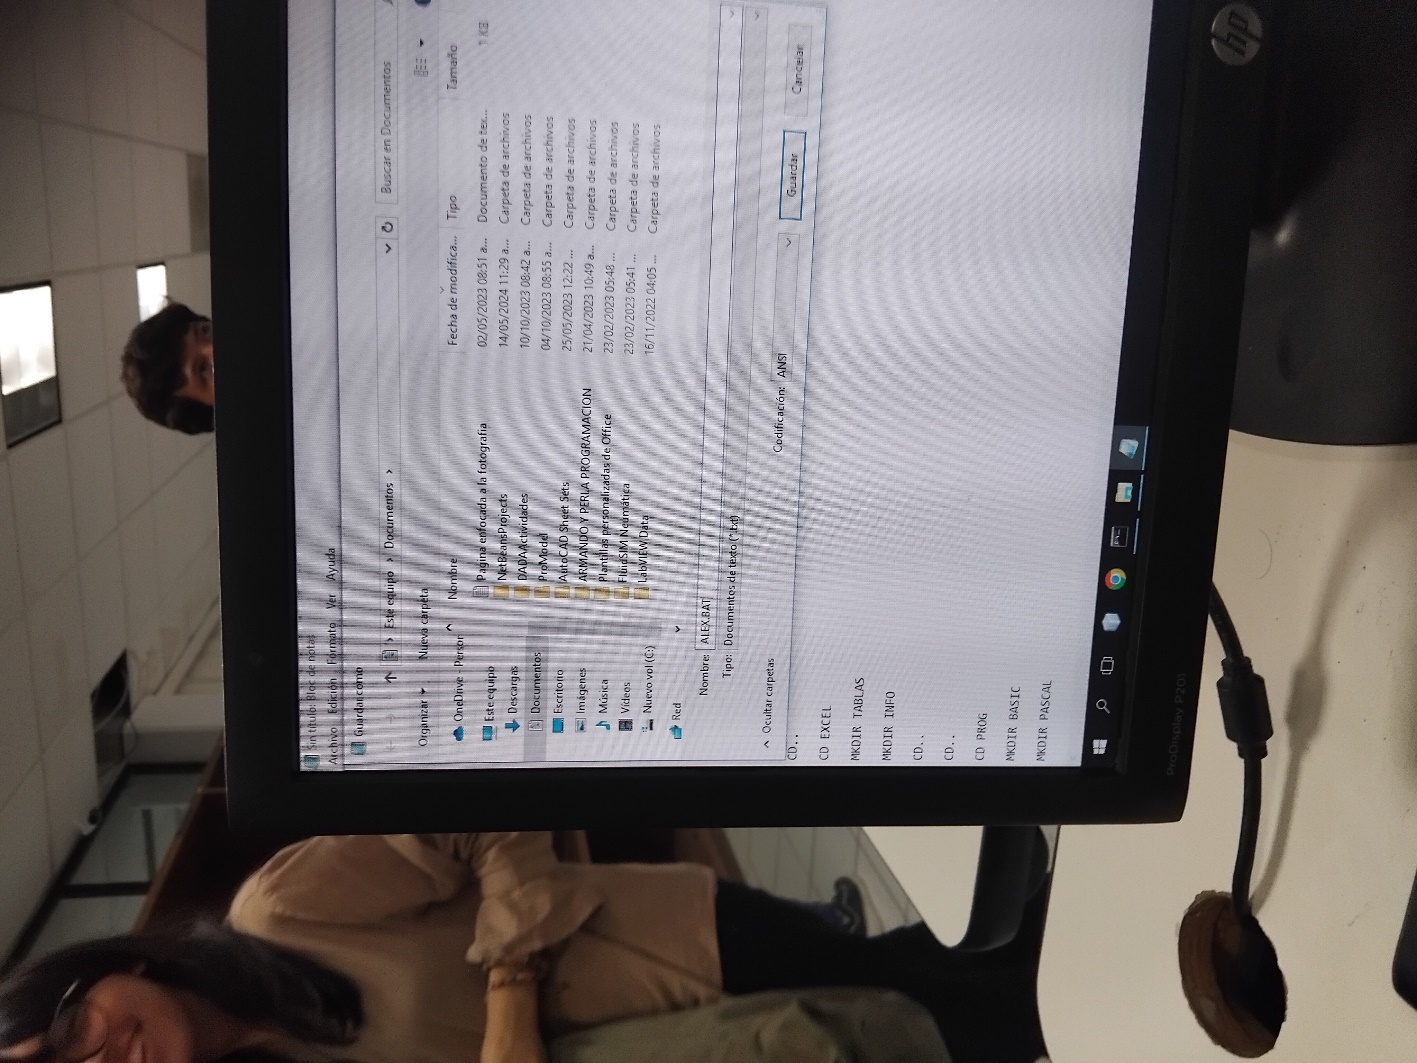 Sin título: Bloc de notas
Archivo Edición Formato Ver Ayuda
Guardar como
Este equipo > Documentos >
Buscar en Documentos
Organizar Nueva carpeta
OneDrive - Person
Este equipo
Descargas
Documentos
Escritorio
Imágenes
Música
Vídeos
Nuevo vol (C:)
Red
Nombre Fecha de modifica... Tipo Tamaño
Pagina enfocada a la fotografia 02/05/2023 08:51 a... Documento de tex... 1 KB
NetBeansProjects 14/05/2024 11:29 a... Carpeta de archivos
DADA Actividades 10/10/2023 08:42 a... Carpeta de archivos
ProModel 04/10/2023 08:55 a... Carpeta de archivos
AutoCAD Sheet Sets 25/05/2023 12:22 ... Carpeta de archivos
ARMANDO Y PERLA PROGRAMACION 21/04/2023 10:49 a... Carpeta de archivos
Plantillas personalizadas de Office 23/02/2023 05:48 ... Carpeta de archivos
FluidSIM Neumática 23/02/2023 05:41 ... Carpeta de archivos
LabVIEW Data 16/11/2022 04:05 ... Carpeta de archivos
Nombre: ALEX.BAT
Tipo: Documentos de texto (*.txt)
Ocultar carpetas Codificación: ANSI Guardar Cancelar
CD..
CD EXCEL
MKDIR TABLAS
MKDIR INFO
CD..
CD..
CD PROG
MKDIR BASIC
MKDIR PASCAL
ProDisplay P201
hp